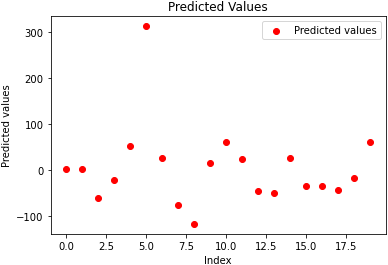 Predicted Values
Predicted values
300
200
100
0
−100
Predicted values
0.0 2.5 5.0 7.5 10.0 12.5 15.0 17.5
Index